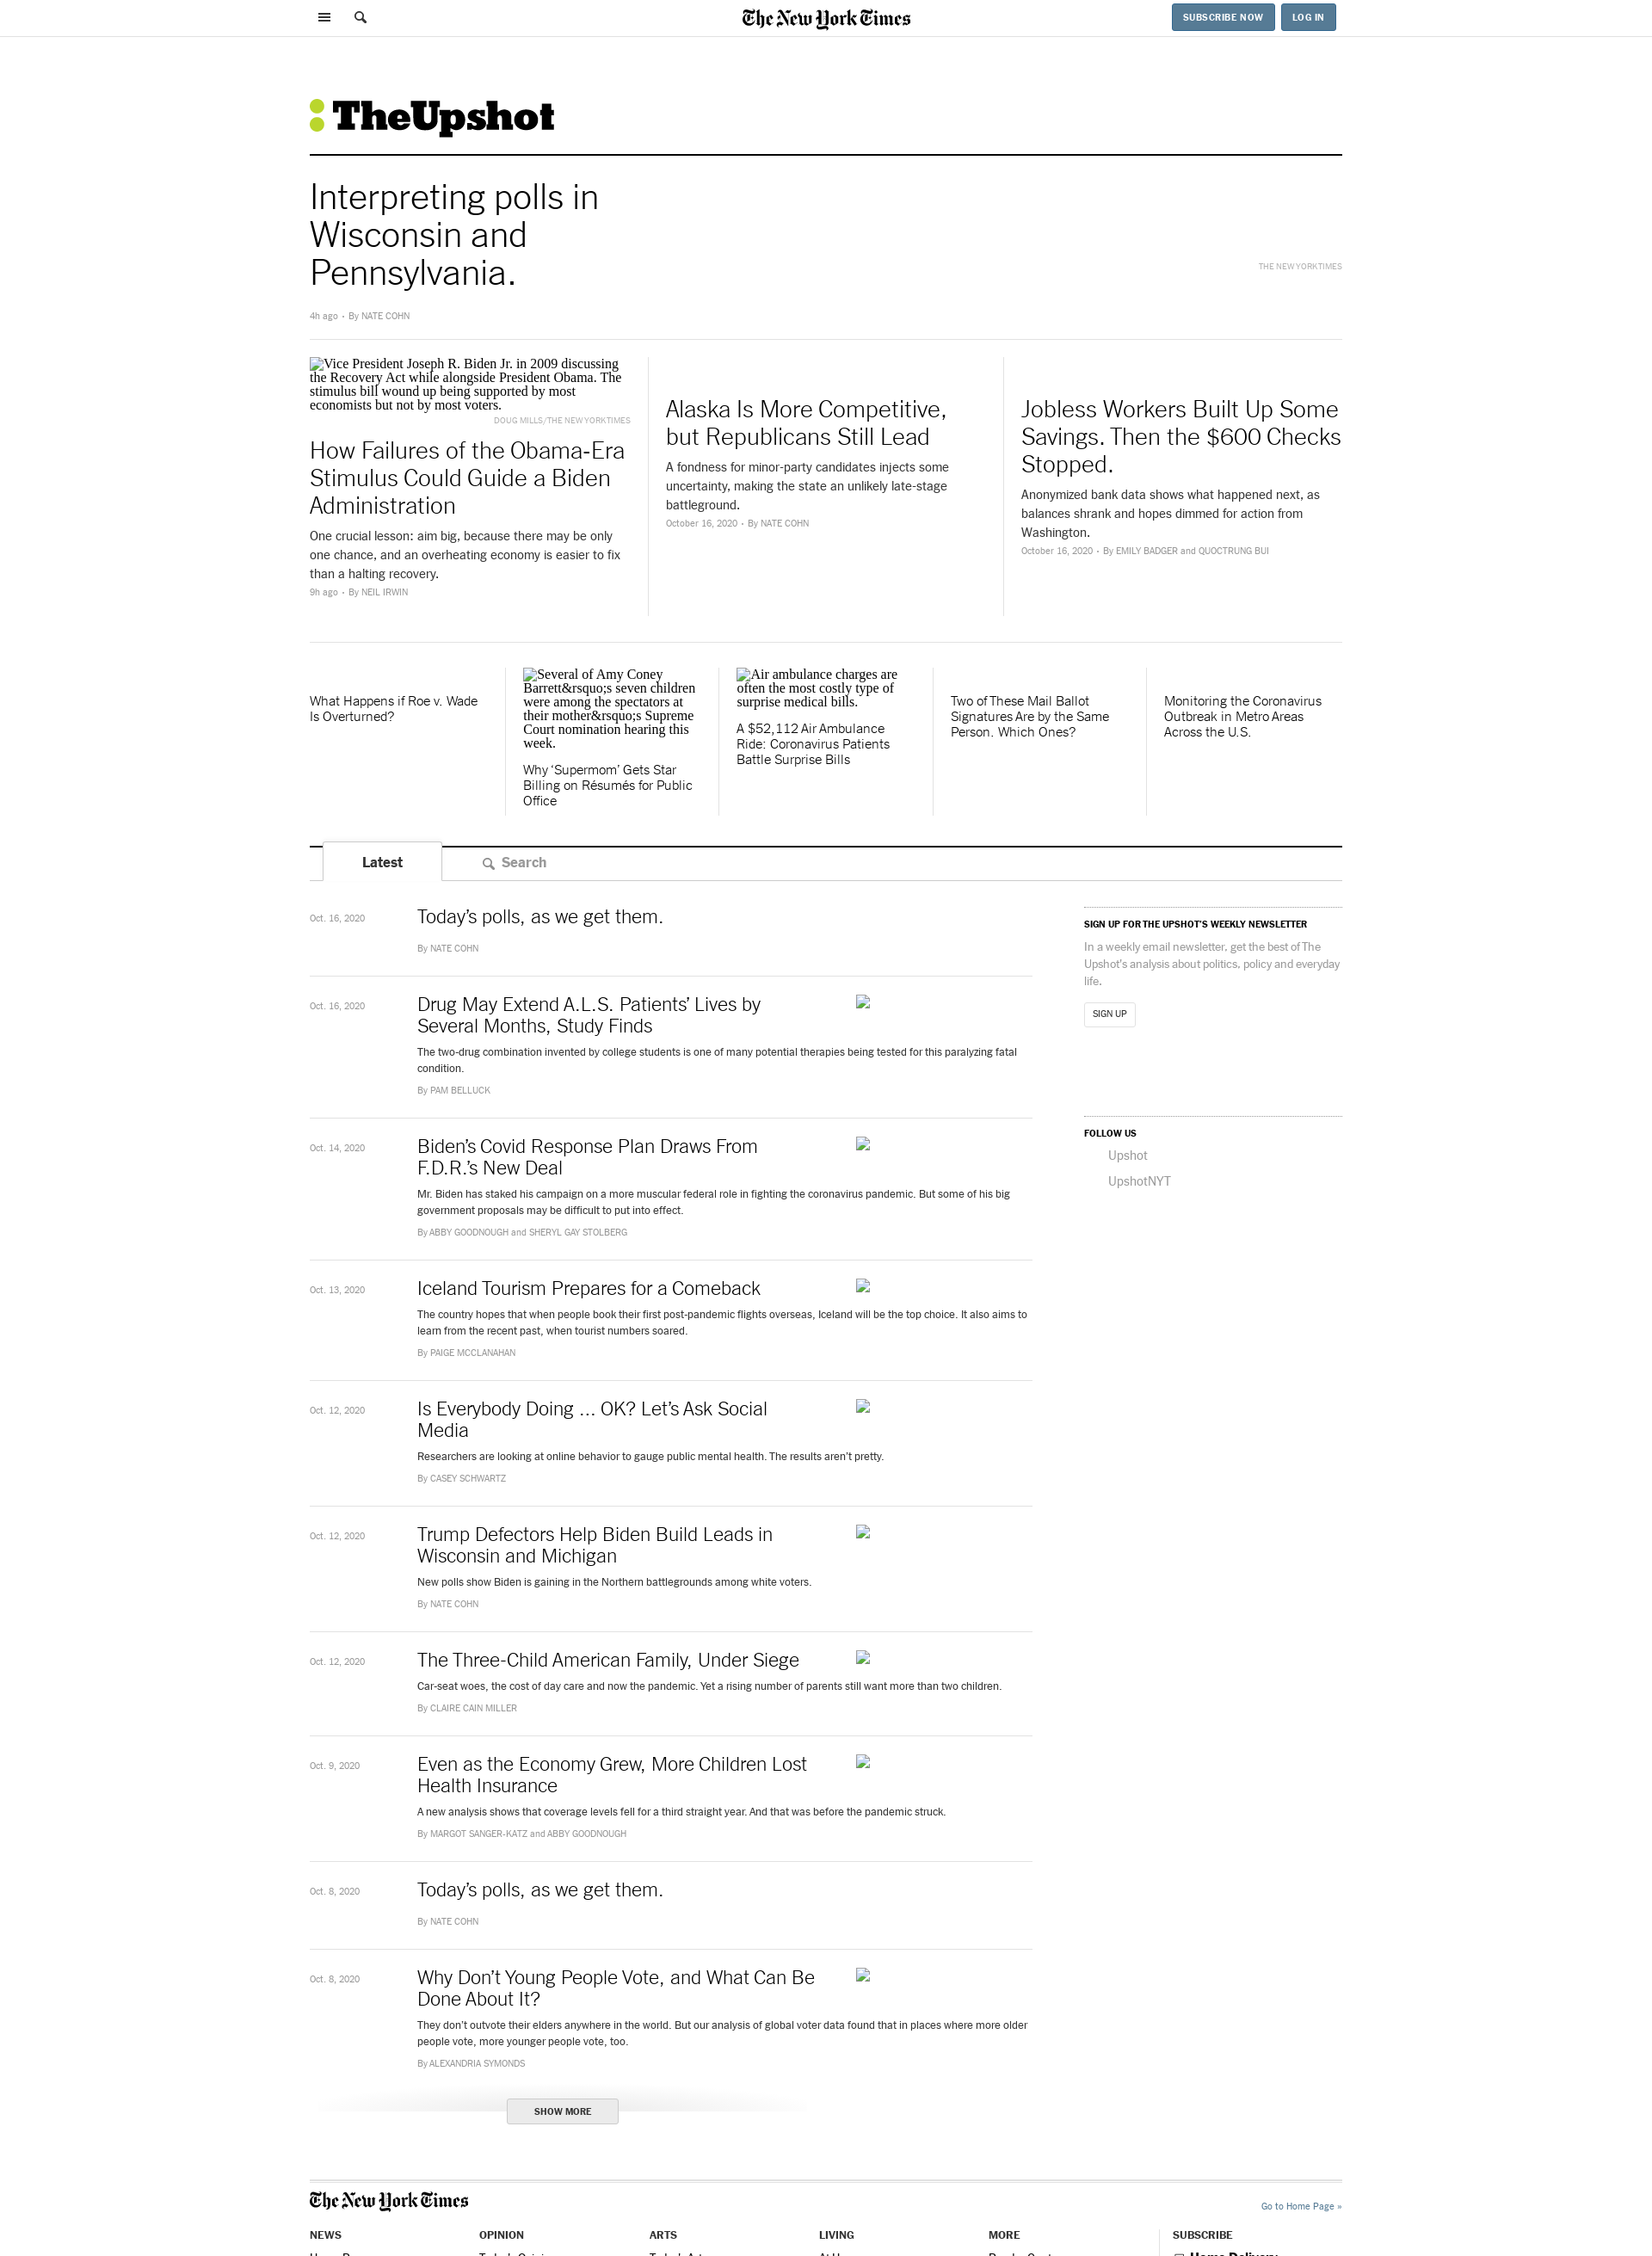 The New York Times
SUBSCRIBE NOW
LOG IN
TheUpshot
Interpreting polls in
Wisconsin and
Pennsylvania.
THE NEW YORK TIMES
4h ago • By NATE COHN
Vice President Joseph R. Biden Jr. in 2009 discussing
the Recovery Act while alongside President Obama. The
stimulus bill wound up being supported by most
economists but not by most voters.
DOUG MILLS/THE NEW YORK TIMES
How Failures of the Obama-Era
Stimulus Could Guide a Biden
Administration
One crucial lesson: aim big, because there may be only
one chance, and an overheating economy is easier to fix
than a halting recovery.
9h ago • By NEIL IRWIN
Alaska Is More Competitive,
but Republicans Still Lead
A fondness for minor-party candidates injects some
uncertainty, making the state an unlikely late-stage
battleground.
October 16, 2020 • By NATE COHN
Jobless Workers Built Up Some
Savings. Then the $600 Checks
Stopped.
Anonymized bank data shows what happened next, as
balances shrank and hopes dimmed for action from
Washington.
October 16, 2020 • By EMILY BADGER and QUOCTRUNG BUI
What Happens if Roe v. Wade
Is Overturned?
Several of Amy Coney
Barrett&rsquo;s seven children
were among the spectators at
their mother&rsquo;s Supreme
Court nomination hearing this
week.
Why ‘Supermom’ Gets Star
Billing on Résumés for Public
Office
Air ambulance charges are
often the most costly type of
surprise medical bills.
A $52,112 Air Ambulance
Ride: Coronavirus Patients
Battle Surprise Bills
Two of These Mail Ballot
Signatures Are by the Same
Person. Which Ones?
Monitoring the Coronavirus
Outbreak in Metro Areas
Across the U.S.
Latest
Search
Oct. 16, 2020
Today’s polls, as we get them.
By NATE COHN
Oct. 16, 2020
Drug May Extend A.L.S. Patients’ Lives by
Several Months, Study Finds
The two-drug combination invented by college students is one of many potential therapies being tested for this paralyzing fatal
condition.
By PAM BELLUCK
Oct. 14, 2020
Biden’s Covid Response Plan Draws From
F.D.R.’s New Deal
Mr. Biden has staked his campaign on a more muscular federal role in fighting the coronavirus pandemic. But some of his big
government proposals may be difficult to put into effect.
By ABBY GOODNOUGH and SHERYL GAY STOLBERG
Oct. 13, 2020
Iceland Tourism Prepares for a Comeback
The country hopes that when people book their first post-pandemic flights overseas, Iceland will be the top choice. It also aims to
learn from the recent past, when tourist numbers soared.
By PAIGE MCCLANAHAN
Oct. 12, 2020
Is Everybody Doing ... OK? Let’s Ask Social
Media
Researchers are looking at online behavior to gauge public mental health. The results aren’t pretty.
By CASEY SCHWARTZ
Oct. 12, 2020
Trump Defectors Help Biden Build Leads in
Wisconsin and Michigan
New polls show Biden is gaining in the Northern battlegrounds among white voters.
By NATE COHN
Oct. 12, 2020
The Three-Child American Family, Under Siege
Car-seat woes, the cost of day care and now the pandemic. Yet a rising number of parents still want more than two children.
By CLAIRE CAIN MILLER
Oct. 9, 2020
Even as the Economy Grew, More Children Lost
Health Insurance
A new analysis shows that coverage levels fell for a third straight year. And that was before the pandemic struck.
By MARGOT SANGER-KATZ and ABBY GOODNOUGH
Oct. 8, 2020
Today’s polls, as we get them.
By NATE COHN
Oct. 8, 2020
Why Don’t Young People Vote, and What Can Be
Done About It?
They don’t outvote their elders anywhere in the world. But our analysis of global voter data found that in places where more older
people vote, more younger people vote, too.
By ALEXANDRIA SYMONDS
SHOW MORE
SIGN UP FOR THE UPSHOT’S WEEKLY NEWSLETTER
In a weekly email newsletter, get the best of The
Upshot's analysis about politics, policy and everyday
life.
SIGN UP
FOLLOW US
Upshot
UpshotNYT
The New York Times
Go to Home Page »
NEWS
OPINION
ARTS
LIVING
MORE
SUBSCRIBE